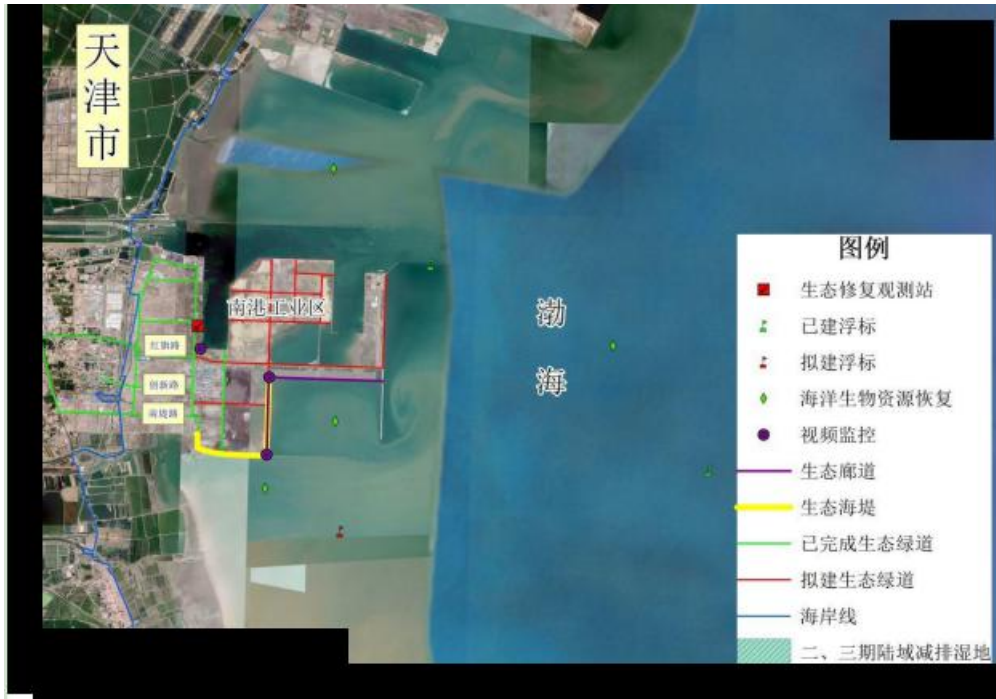 天津市
南港工业区
红旗路
创新路
南堤路
渤
海
图例
生态修复观测站
已建浮标
拟建浮标
海洋生物资源恢复
视频监控
生态廊道
生态海堤
已完成生态绿道
拟建生态绿道
海岸线
二、三期陆域减排湿地